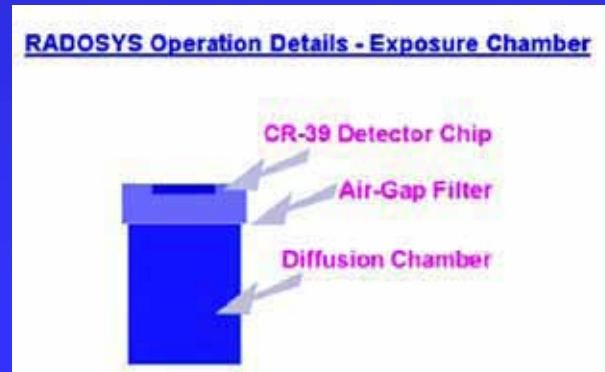 RADOSYS Operation Details - Exposure Chamber
CR-39 Detector Chip
Air-Gap Filter
Diffusion Chamber